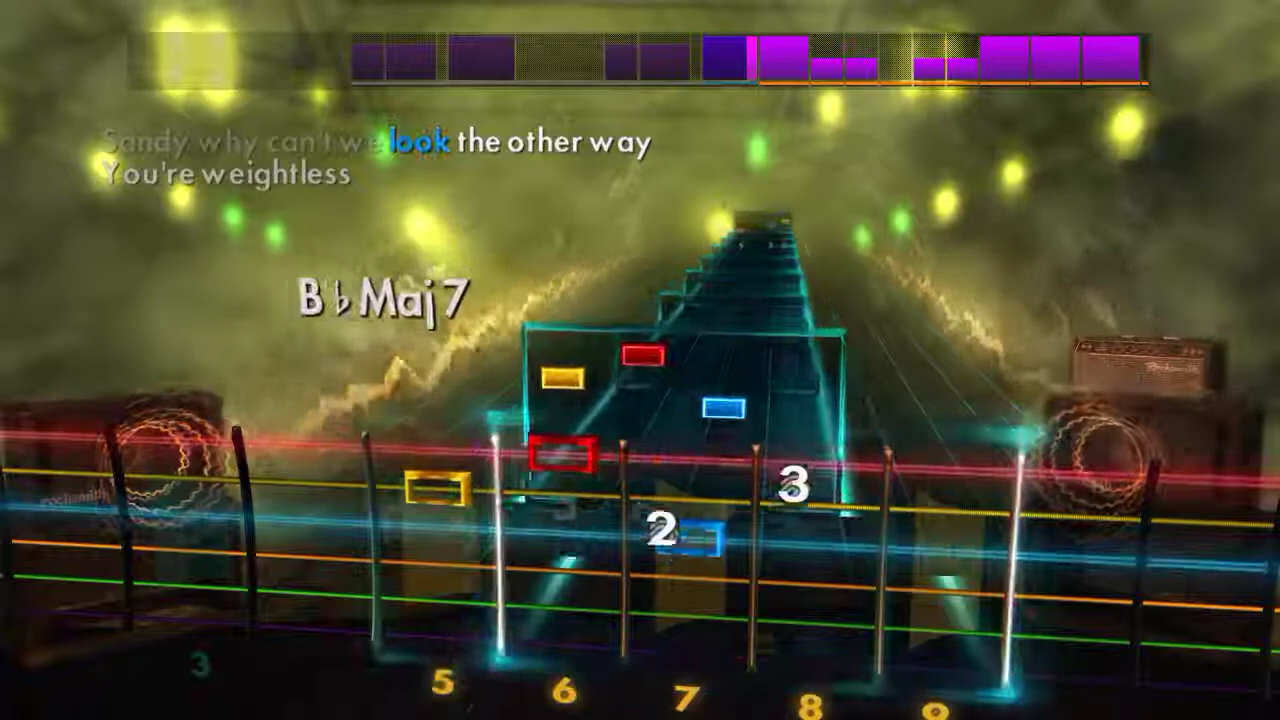 Sandy why can't we look the other way
You're weightless
B♭Maj7
3
2
3
5 6 7 8 9